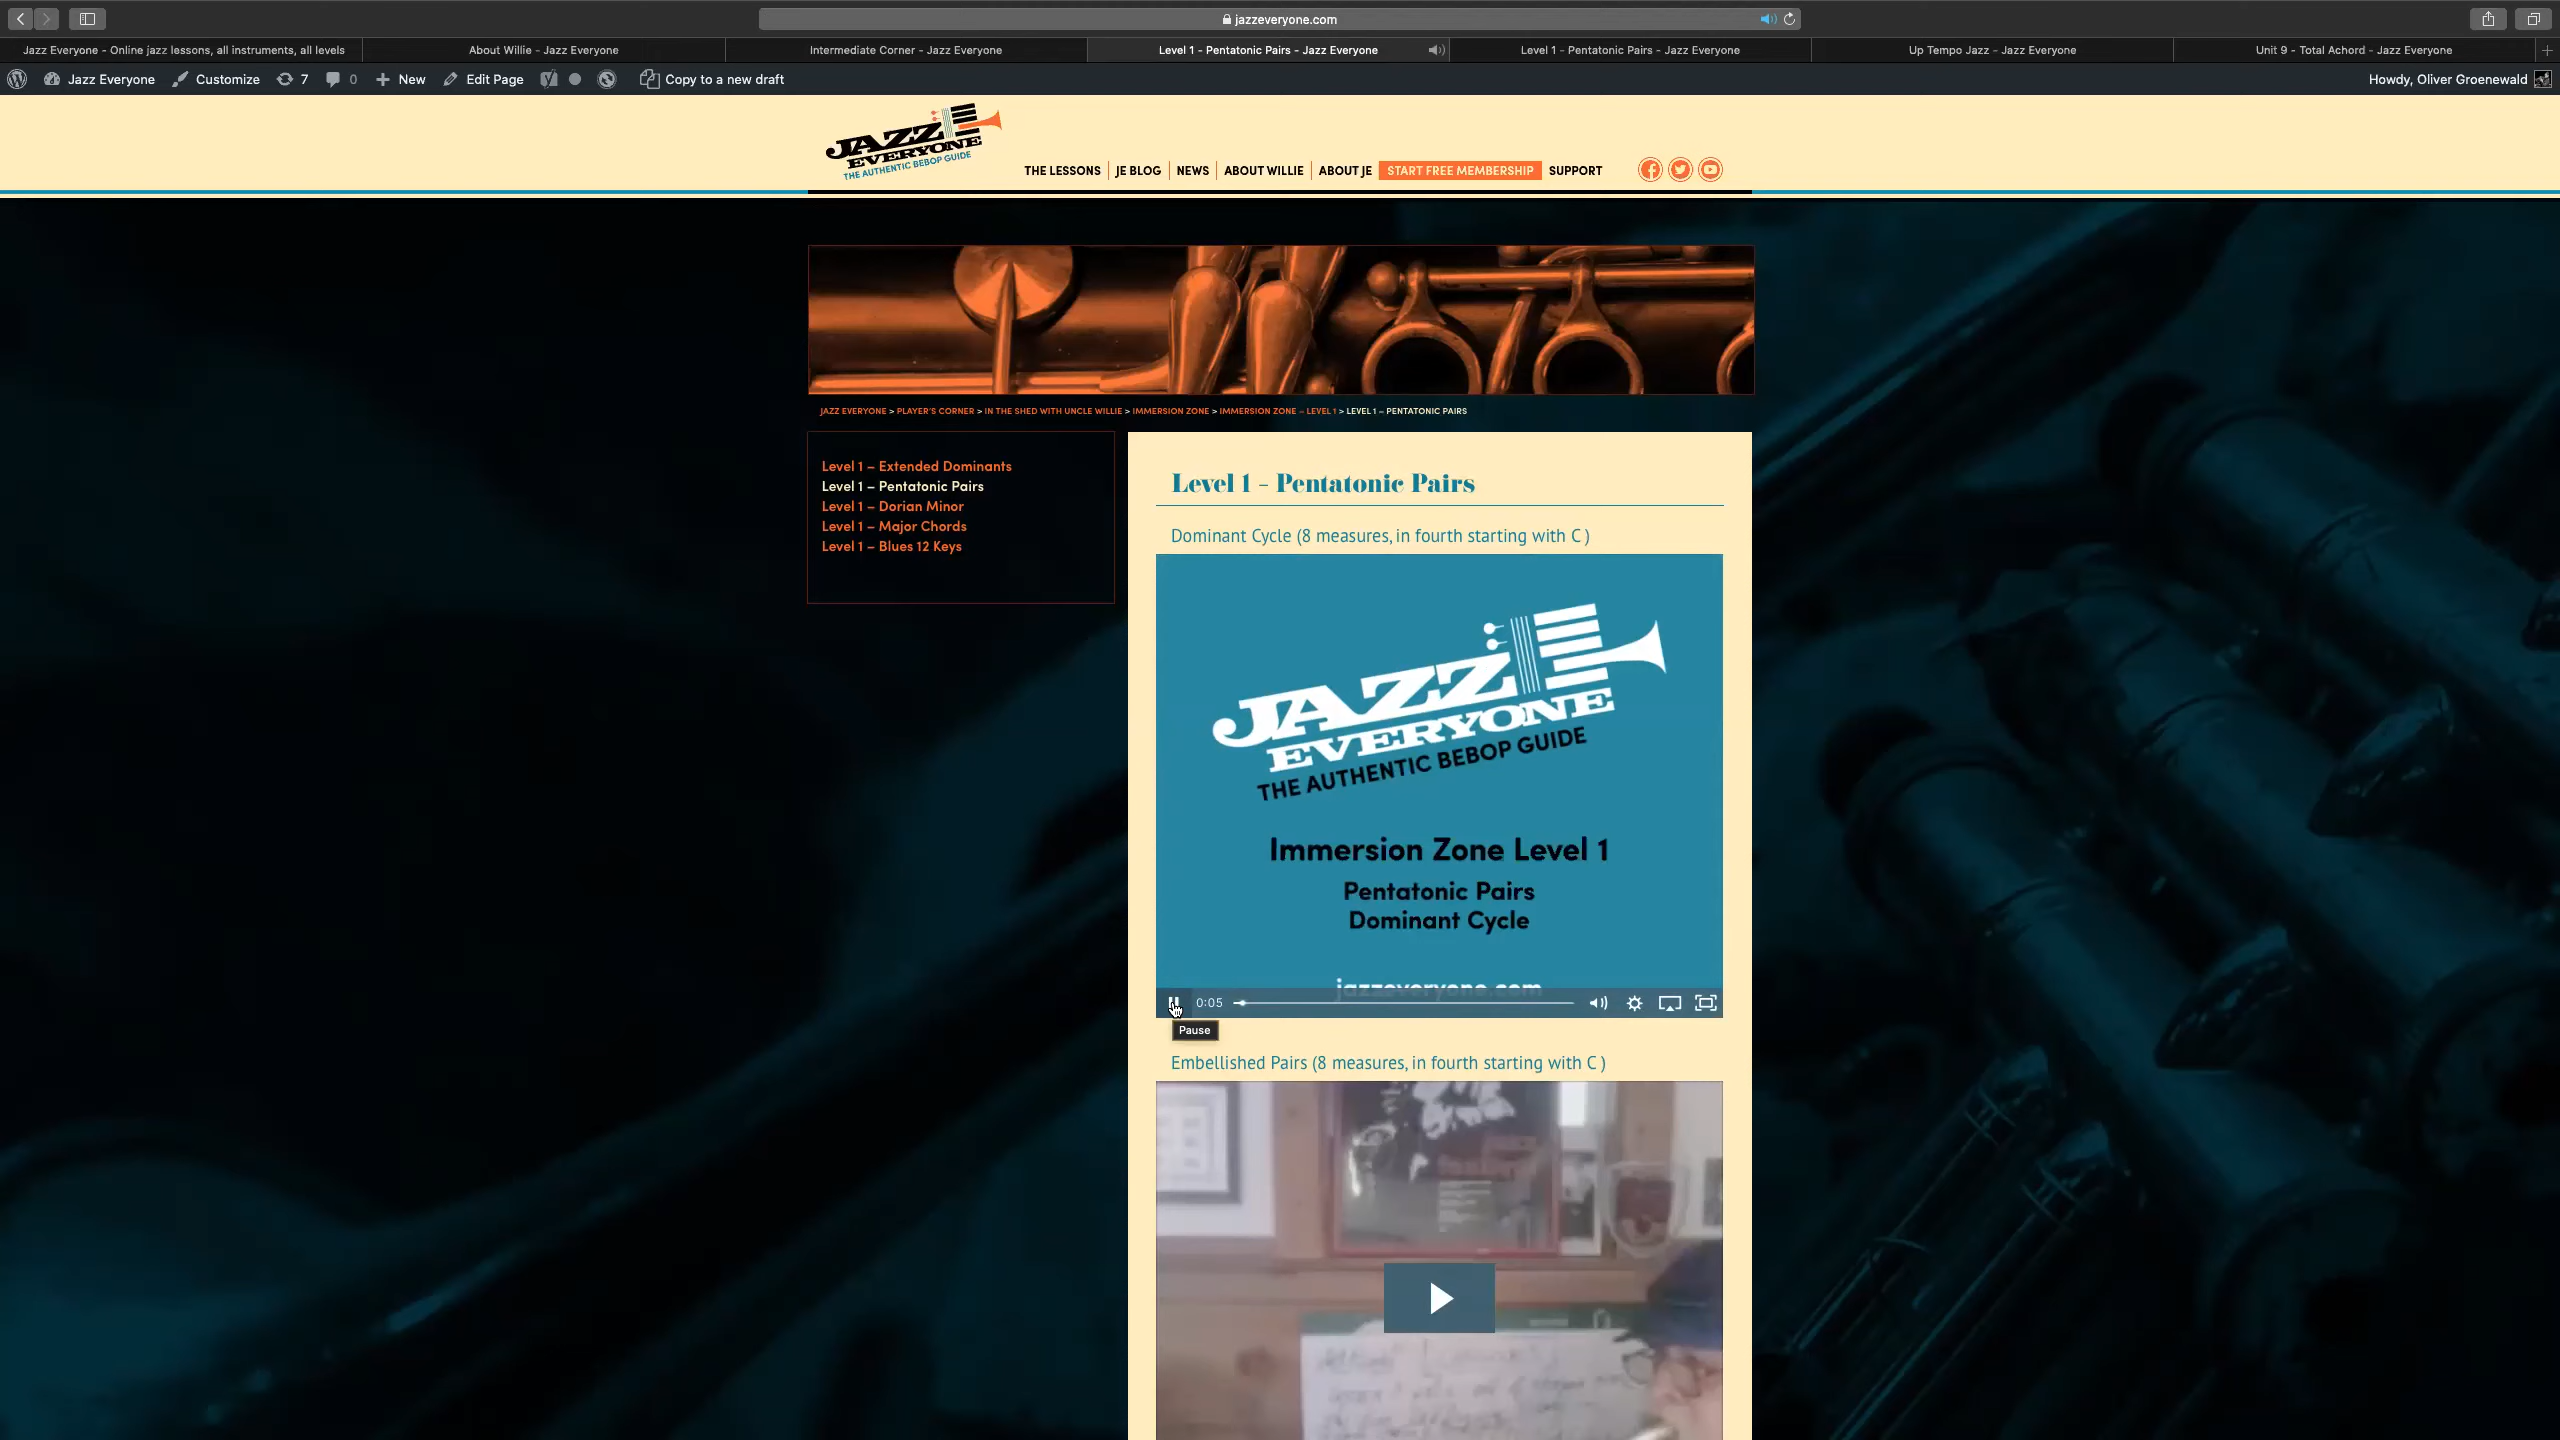 jazzeveryone.com
Jazz Everyone - Online jazz lessons, all instruments, all levels
About Willie - Jazz Everyone
Intermediate Corner - Jazz Everyone
Level 1 - Pentatonic Pairs - Jazz Everyone
Level 1 - Pentatonic Pairs - Jazz Everyone
Up Tempo Jazz - Jazz Everyone
Unit 9 - Total Achord - Jazz Everyone
Jazz Everyone Customize 7 0 New Edit Page Copy to a new draft
Howdy, Oliver Groenewald
JAZZ
EVERYONE
THE AUTHENTIC BEBOP GUIDE
THE LESSONS JE BLOG NEWS ABOUT WILLIE ABOUT JE START FREE MEMBERSHIP SUPPORT
JAZZ EVERYONE > PLAYER'S CORNER > IN THE SHED WITH UNCLE WILLIE > IMMERSION ZONE > IMMERSION ZONE – LEVEL 1 > LEVEL 1 – PENTATONIC PAIRS
Level 1 – Extended Dominants
Level 1 – Pentatonic Pairs
Level 1 – Dorian Minor
Level 1 – Major Chords
Level 1 – Blues 12 Keys
Level 1 – Pentatonic Pairs
Dominant Cycle (8 measures, in fourth starting with C )
JAZZ
EVERYONE
THE AUTHENTIC BEBOP GUIDE
Immersion Zone Level 1
Pentatonic Pairs
Dominant Cycle
jazzeveryone.com
0:05
Pause
Embellished Pairs (8 measures, in fourth starting with C )